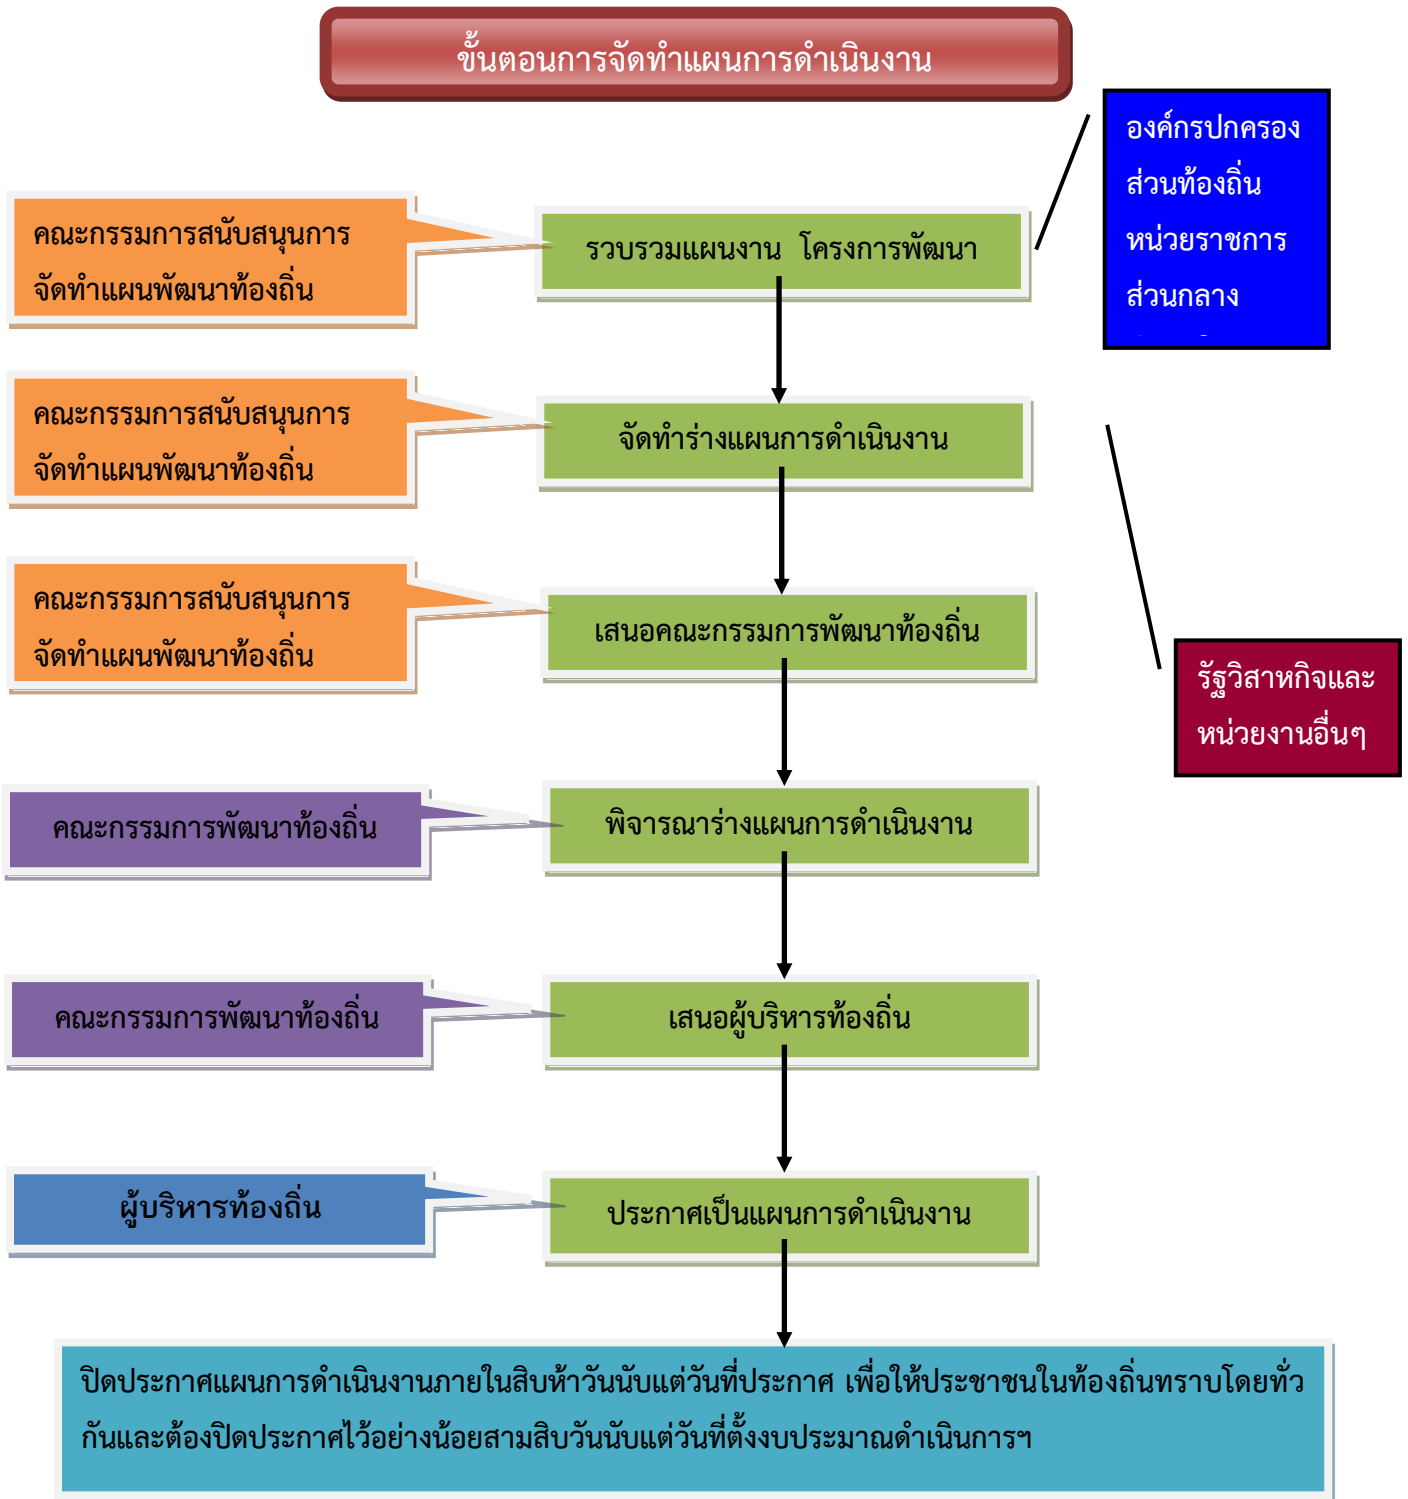 ขั้นตอนการจัดทำแผนการดำเนินงาน
องค์กรปกครอง
ส่วนท้องถิ่น
หน่วยราชการ
ส่วนกลาง
คณะกรรมการสนับสนุนการ
จัดทำแผนพัฒนาท้องถิ่น
รวบรวมแผนงาน โครงการพัฒนา
คณะกรรมการสนับสนุนการ
จัดทำแผนพัฒนาท้องถิ่น
จัดทำร่างแผนการดำเนินงาน
คณะกรรมการสนับสนุนการ
จัดทำแผนพัฒนาท้องถิ่น
เสนอคณะกรรมการพัฒนาท้องถิ่น
รัฐวิสาหกิจและ
หน่วยงานอื่นๆ
คณะกรรมการพัฒนาท้องถิ่น
พิจารณาร่างแผนการดำเนินงาน
คณะกรรมการพัฒนาท้องถิ่น
เสนอผู้บริหารท้องถิ่น
ผู้บริหารท้องถิ่น
ประกาศเป็นแผนการดำเนินงาน
ปิดประกาศแผนการดำเนินงานภายในสิบห้าวันนับแต่วันที่ประกาศ เพื่อให้ประชาชนในท้องถิ่นทราบโดยทั่ว
กันและต้องปิดประกาศไว้อย่างน้อยสามสิบวันนับแต่วันที่ตั้งงบประมาณดำเนินการฯ